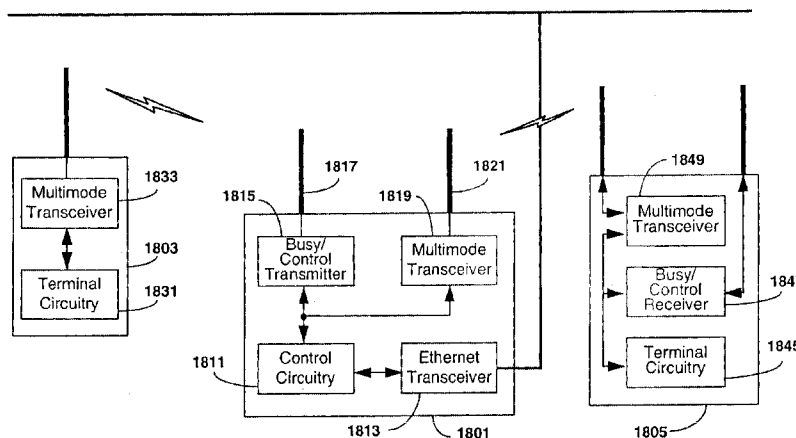 1833
Multimode
Transceiver
1803
Terminal
Circuitry
1831
1815
1817
1819
1821
Busy/
Control
Transmitter
Multimode
Transceiver
1811
Control
Circuitry
Ethernet
Transceiver
1813
1801
1849
Multimode
Transceiver
Busy/
Control
Receiver
Terminal
Circuitry
1845
1805